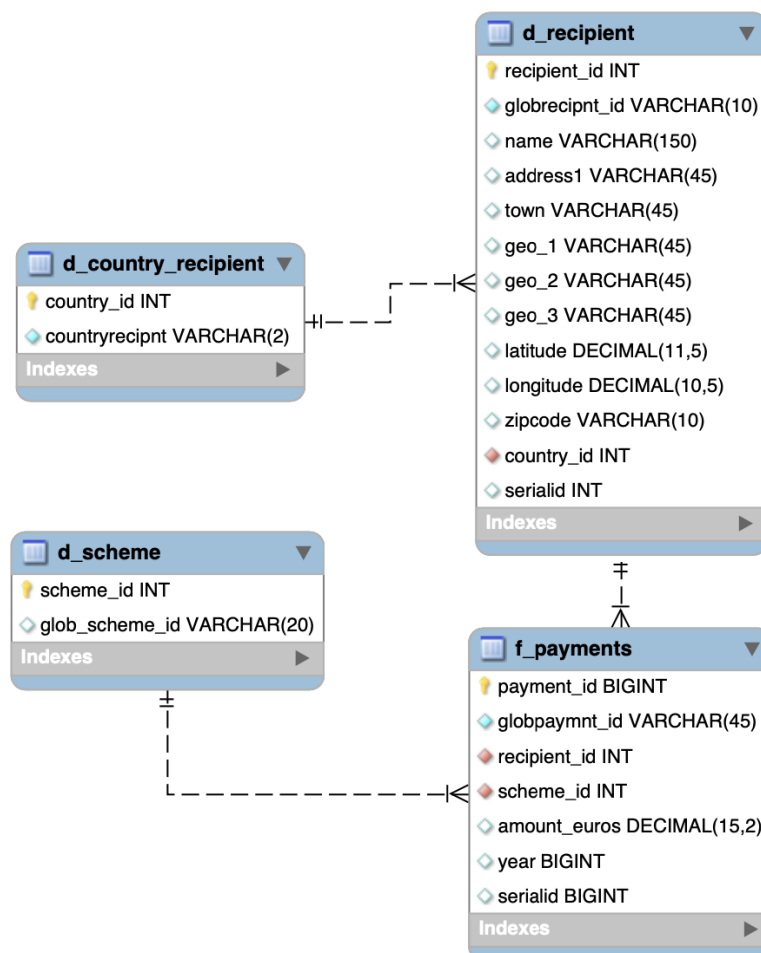 d_recipient
recipient_id INT
globrecipnt_id VARCHAR(10)
name VARCHAR(150)
address1 VARCHAR(45)
town VARCHAR(45)
geo_1 VARCHAR(45)
geo_2 VARCHAR(45)
geo_3 VARCHAR(45)
latitude DECIMAL(11,5)
longitude DECIMAL(10,5)
zipcode VARCHAR(10)
country_id INT
serialid INT
Indexes
d_country_recipient
country_id INT
countryrecipnt VARCHAR(2)
Indexes
d_scheme
scheme_id INT
glob_scheme_id VARCHAR(20)
Indexes
f_payments
payment_id BIGINT
globpaymnt_id VARCHAR(45)
recipient_id INT
scheme_id INT
amount_euros DECIMAL(15,2)
year BIGINT
serialid BIGINT
Indexes